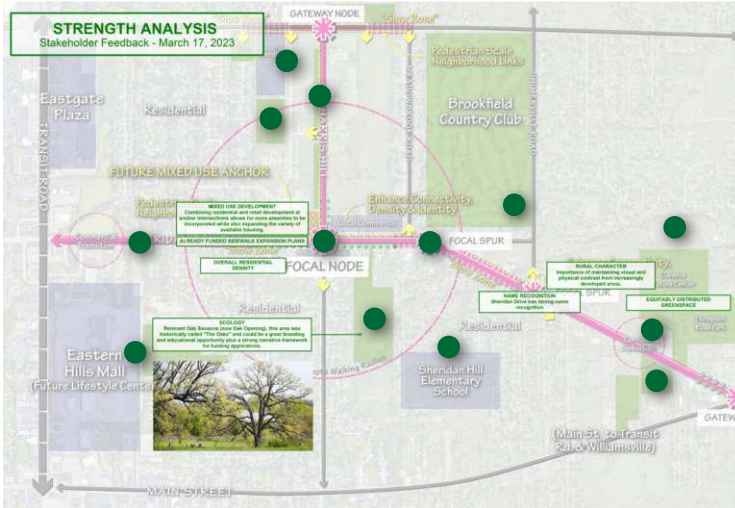 STRENGTH ANALYSIS
Stakeholder Feedback - March 17, 2023
GATEWAY NODE
"Slow Zone"
Pedestrian Scale
Neighborhood Links
Eastgate
Plaza
Residential
Brookfield
Country Club
TRANSIT ROAD
HARRIS HILL
FUTURE MIXED USE ANCHOR
MIXED USE DEVELOPMENT
Combining residential and retail development at
anchor intersections allows for more amenities to be
incorporated while also expanding the variety of
available housing.
Enhance Connectivity,
Density & Identity
ALREADY FUNDED SIDEWALK EXPANSION PLANS
FOCAL SPUR
OVERALL RESIDENTIAL
DENSITY
FOCAL NODE
RURAL CHARACTER
Importance of maintaining visual and
physical contrast from increasingly
developed areas.
NAME RECOGNITION
Sheridan Drive has strong name
recognition
EQUITABLY DISTRIBUTED
GREENSPACE
Residential
ECOLOGY
Remnant Oak Savanna (now Oak Opening), this area was
historically called "The Oaks" and could be a great branding
and educational opportunity plus a strong narrative framework
for funding applications.
Residential
Eastern
Hills Mall
(Future Lifestyle Center)
Walking Radius
Sheridan Hill
Elementary
School
(Main St. to Transit
Rd. & Williamsville)
MAIN STREET